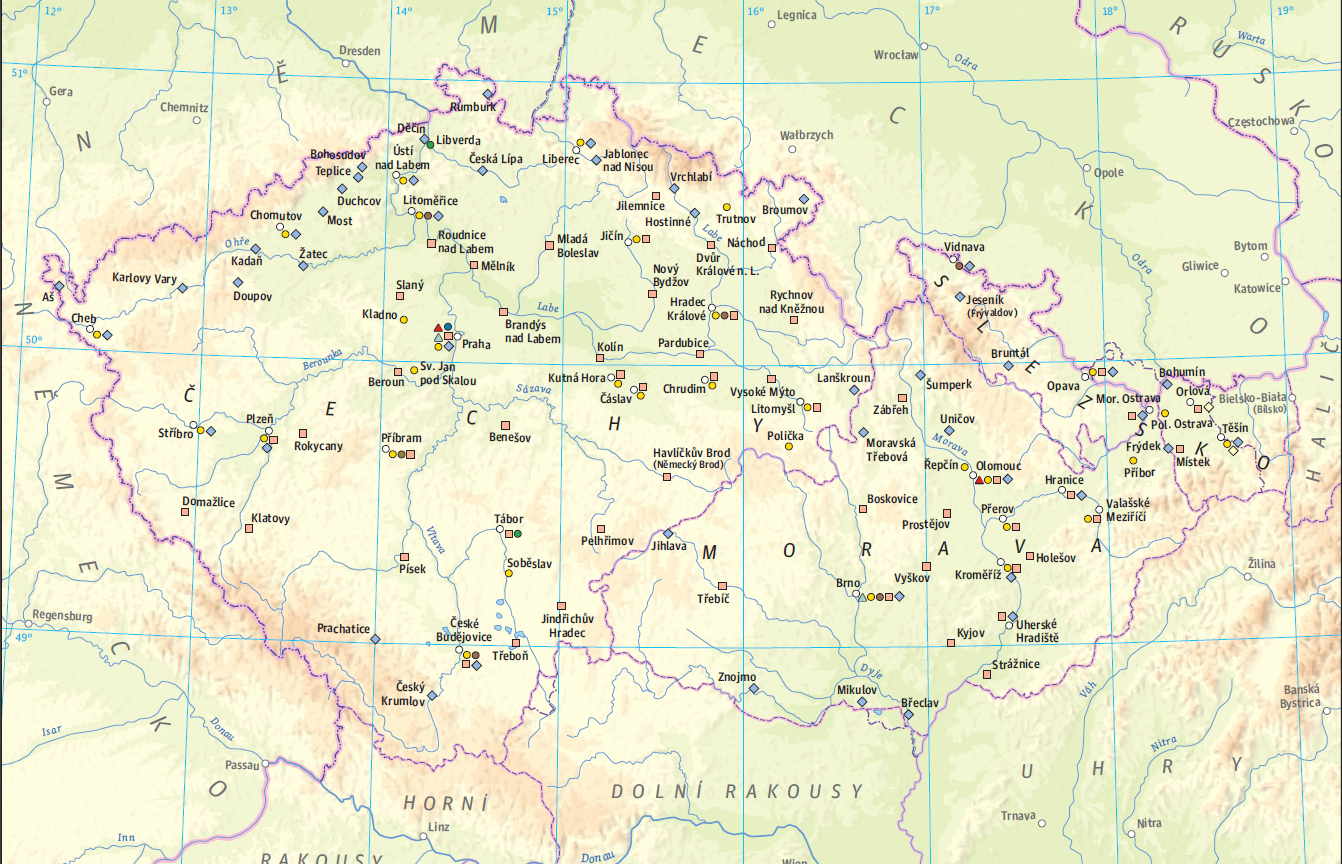 12°
13°
14°
15°
16°
17°
18°
19°
M
Ě
N
E
C
K
O
R
U
S
K
O
Legnica
Wrocław
Odra
Warta
Dresden
51°
Gera
Chemnitz
Częstochowa
Rumburk
Děčín
Libverda
Wałbrzych
Bohosudov
Ústí
nad Labem
Česká Lípa
Liberec
Jablonec
nad Nisou
Teplice
Opole
Vrchlabí
Duchcov
Litoměřice
Jilemnice
Trutnov
Broumov
Most
Hostinné
Chomutov
Labe
Ohře
Roudnice
nad Labem
Mladá
Boleslav
Jičín
Náchod
Vidnava
Bytom
Kadaň
Žatec
Mělník
Dvůr
Králové n. L.
Odra
Gliwice
Karlovy Vary
Nový
Bydžov
Katowice
Aš
Doupov
Slaný
Rychnov
nad Kněžnou
Jeseník
(Frývaldov)
Cheb
Kladno
Labe
Hradec
Králové
Brandýs
nad Labem
50°
Praha
Kolín
Pardubice
Berounka
Bruntál
Beroun
Sv. Jan
pod Skalou
Kutná Hora
Lanškroun
Šumperk
Opava
Bohumín
Sázava
Čáslav
Chrudim
Vysoké Mýto
Orlová
Bielsko-Biała
(Bílsko)
Zábřeh
Mor. Ostrava
Litomyšl
Pol. Ostrava
Č E C H Y
Plzeň
Uničov
Těšín
Stříbro
Rokycany
Příbram
Benešov
Polička
Moravská
Třebová
Morava
Frýdek
Místek
Havlíčkův Brod
(Německý Brod)
Řepčín
Olomouc
Příbor
Hranice
S L E Z S K O
H A L I Č
N
Ě
M
E
C
K
O
Domažlice
Boskovice
Přerov
Valašské
Meziříčí
Klatovy
Tábor
Prostějov
Vltava
Pelhřimov
Jihlava
M O R A V A
Písek
Soběslav
Holešov
Žilina
Kroměříž
Vyškov
Brno
Třebíč
Regensburg
Jindřichův
Hradec
České
Budějovice
Uherské
Hradiště
49°
Prachatice
Kyjov
Třeboň
Strážnice
Dyje
Znojmo
Český
Krumlov
Mikulov
Břeclav
Váh
Banská
Bystrica
Isar
Donau
Nitra
Passau
U H R Y
DOLNÍ RAKOUSY
HORNÍ
RAKOUSY
Trnava
Nitra
Linz
Inn
Donau
Wien